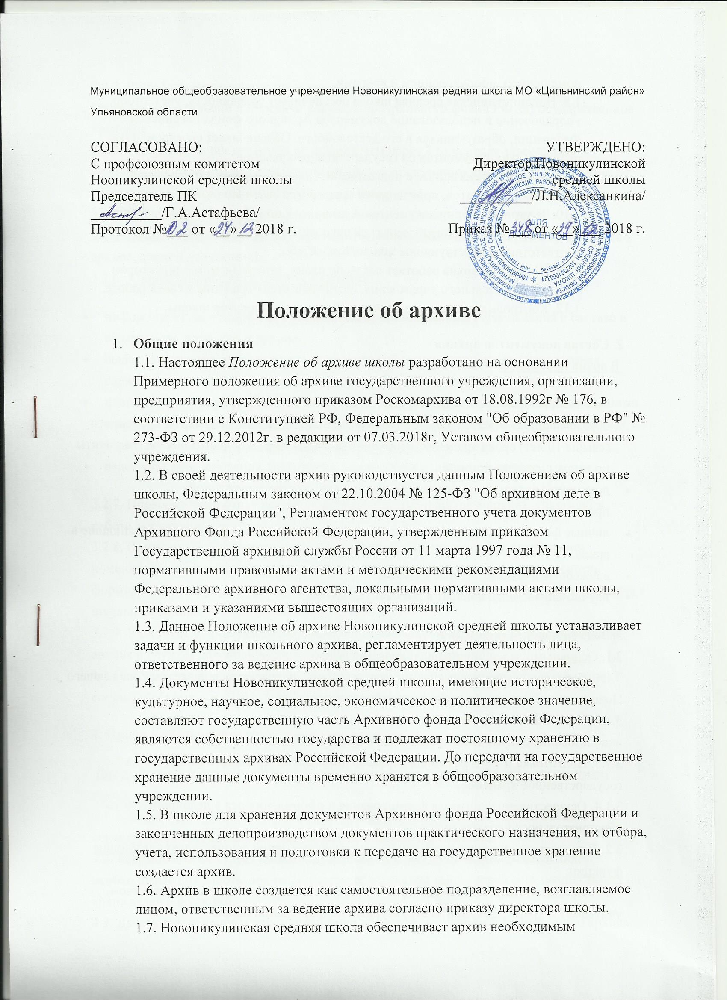 Муниципальное общеобразовательное учреждение Новоникулинская редняя школа МО «Цильнинский район»
Ульяновской области
СОГЛАСОВАНО:
С профсоюзным комитетом
Нооникулинской средней школы
Председатель ПК
/Г.А.Астафьева/
Протокол № 02 от «24» 12 2018 г.
УТВЕРЖДЕНО:
Директор Новоникулинской
средней школы
/Л.Н.Алексанкина/
Приказ № 348 от «29» 12 2018 г.
ДЛЯ
ДОКУМЕНТОВ
Положение об архиве
1. Общие положения
1.1. Настоящее Положение об архиве школы разработано на основании
Примерного положения об архиве государственного учреждения, организации,
предприятия, утвержденного приказом Роскомархива от 18.08.1992г № 176, в
соответствии с Конституцией РФ, Федеральным законом "Об образовании в РФ" №
273-ФЗ от 29.12.2012г. в редакции от 07.03.2018г, Уставом общеобразовательного
учреждения.
1.2. В своей деятельности архив руководствуется данным Положением об архиве
школы, Федеральным законом от 22.10.2004 № 125-ФЗ "Об архивном деле в
Российской Федерации", Регламентом государственного учета документов
Архивного Фонда Российской Федерации, утвержденным приказом
Государственной архивной службы России от 11 марта 1997 года № 11,
нормативными правовыми актами и методическими рекомендациями
Федерального архивного агентства, локальными нормативными актами школы,
приказами и указаниями вышестоящих организаций.
1.3. Данное Положение об архиве Новоникулинской средней школы устанавливает
задачи и функции школьного архива, регламентирует деятельность лица,
ответственного за ведение архива в общеобразовательном учреждении.
1.4. Документы Новоникулинской средней школы, имеющие историческое,
культурное, научное, социальное, экономическое и политическое значение,
составляют государственную часть Архивного фонда Российской Федерации,
являются собственностью государства и подлежат постоянному хранению в
государственных архивах Российской Федерации. До передачи на государственное
хранение данные документы временно хранятся в общеобразовательном
учреждении.
1.5. В школе для хранения документов Архивного фонда Российской Федерации и
законченных делопроизводством документов практического назначения, их отбора,
учета, использования и подготовки к передаче на государственное хранение
создается архив.
1.6. Архив в школе создается как самостоятельное подразделение, возглавляемое
лицом, ответственным за ведение архива согласно приказу директора школы.
1.7. Новоникулинская средняя школа обеспечивает архив необходимым